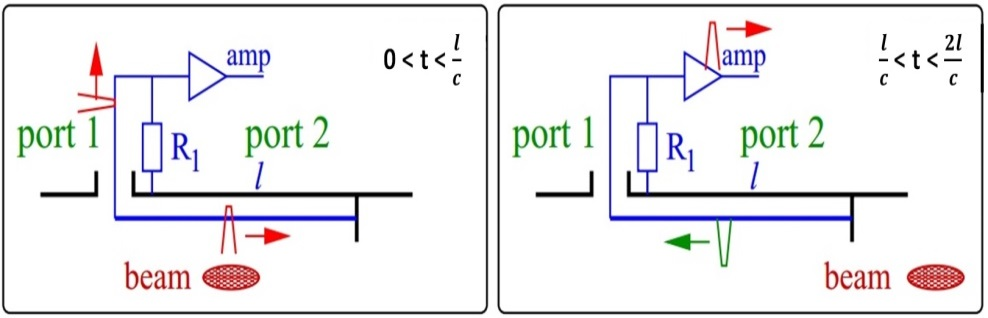 amp
0 < t < l/c
port 1
R1
port 2
l
beam
amp
l/c < t < 2l/c
port 1
R1
port 2
l
beam